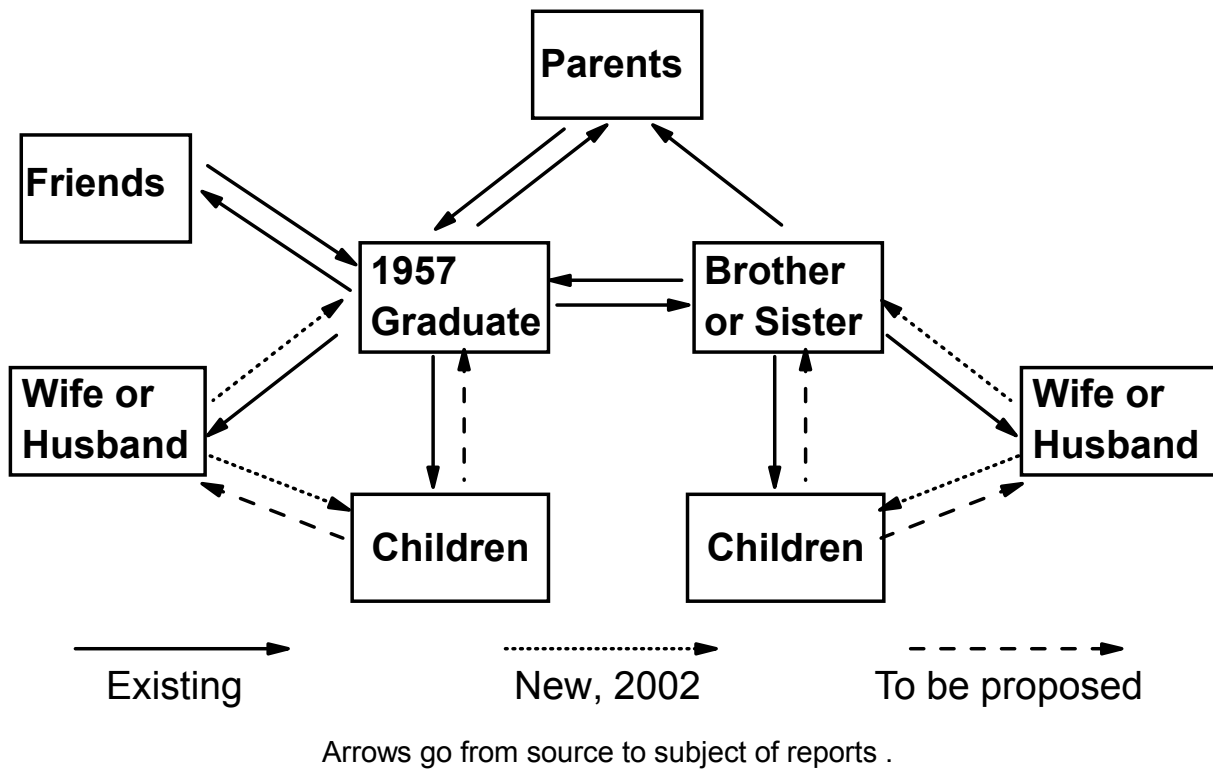 Parents
Friends
1957
Graduate
Brother
or Sister
Wife or
Husband
Wife or
Husband
Children
Children
Existing
New, 2002
To be proposed
Arrows go from source to subject of reports .